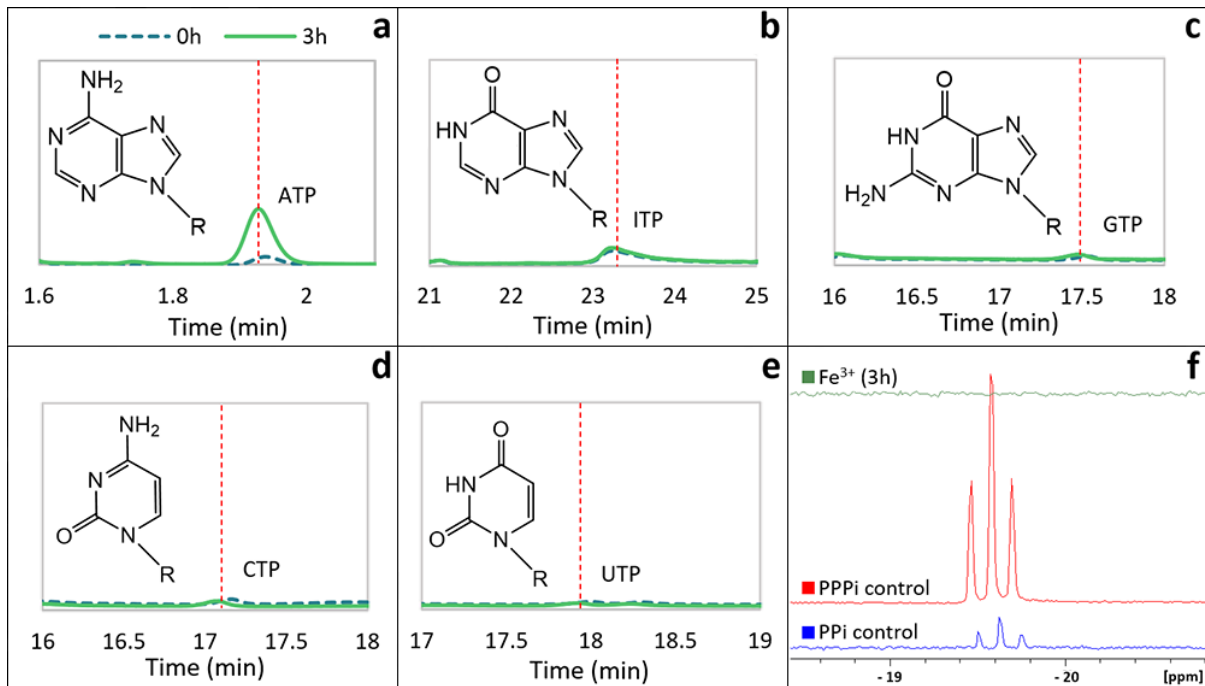 0h 3h a
NH₂
N N
N N
R
ATP
1.6 1.8 2
Time (min)
b
O
HN N
N N
R
ITP
21 22 23 24 25
Time (min)
c
O
HN N
H₂N N N
R
GTP
16 16.5 17 17.5 18
Time (min)
d
NH₂
N
O N
R
CTP
16 16.5 17 17.5 18
Time (min)
e
O
HN
O N
R
UTP
17 17.5 18 18.5 19
Time (min)
f
Fe³⁺ (3h)
PPPi control
PPi control
-19 -20 [ppm]